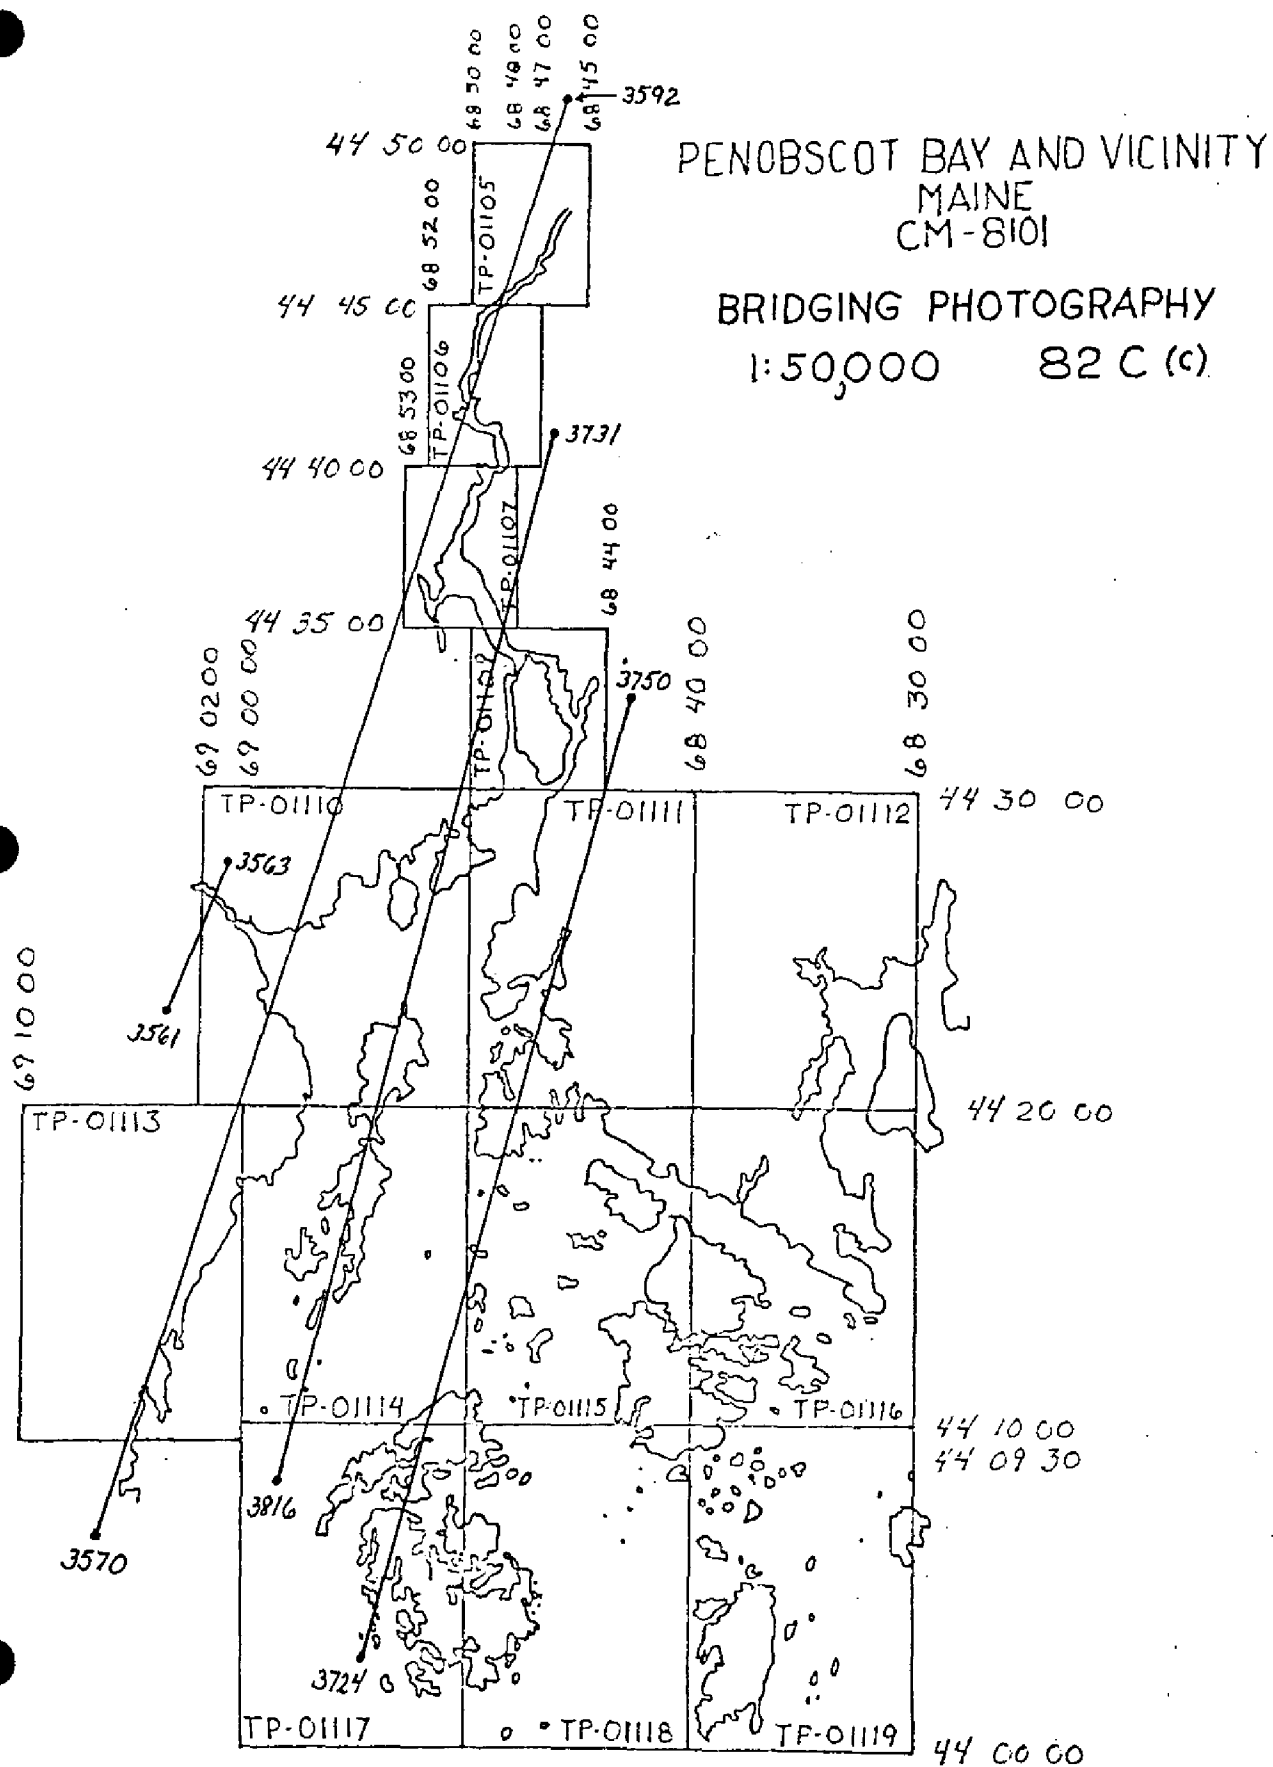 68 50 00
68 48 00
68 47 00
68 45 00
3592
44 50 00
PENOBSCOT BAY AND VICINITY
MAINE
CM-8101
68 52 00
TP-01105
44 45 00
BRIDGING PHOTOGRAPHY
1:50,000 82 C (c)
68 53 00
TP-01106
3731
44 40 00
TP-01107
68 44 00
44 35 00
69 02 00
69 00 00
3750
68 40 00
68 30 00
TP-01110
TP-01111
TP-01112
44 30 00
3563
69 10 00
3561
TP-01113
44 20 00
TP-01114
TP-01115
TP-01116
44 10 00
44 09 30
3816
3570
3724
TP-01117
TP-01118
TP-01119
44 00 00